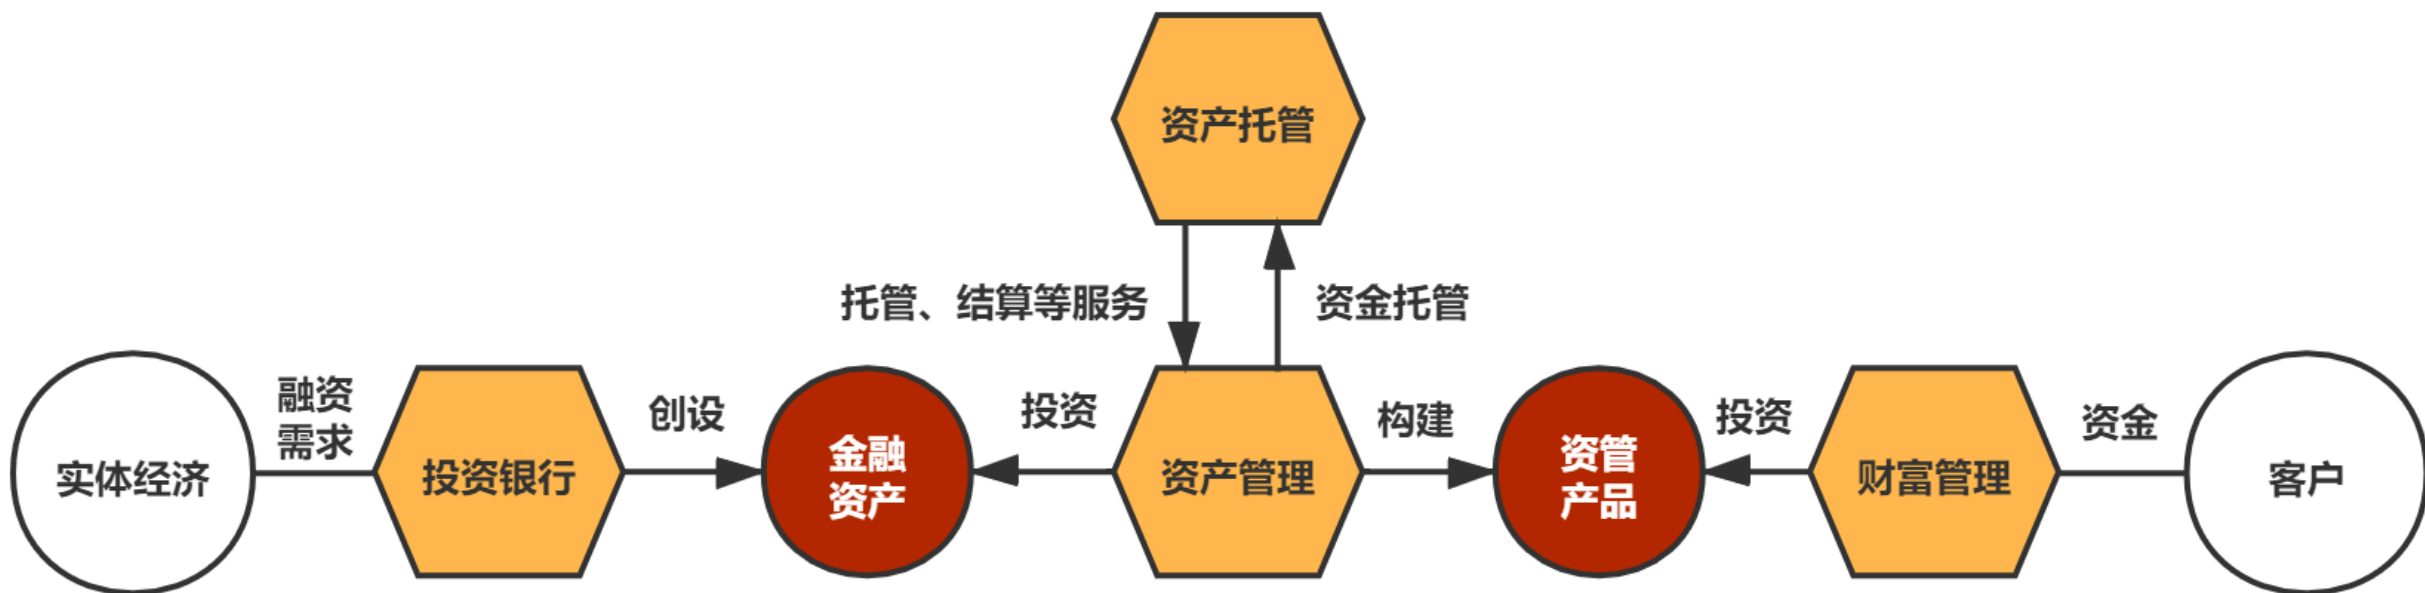 资产托管
托管、结算等服务
资金托管
实体经济
融资
需求
投资银行
创设
金融
资产
投资
资产管理
构建
资管
产品
投资
财富管理
资金
客户